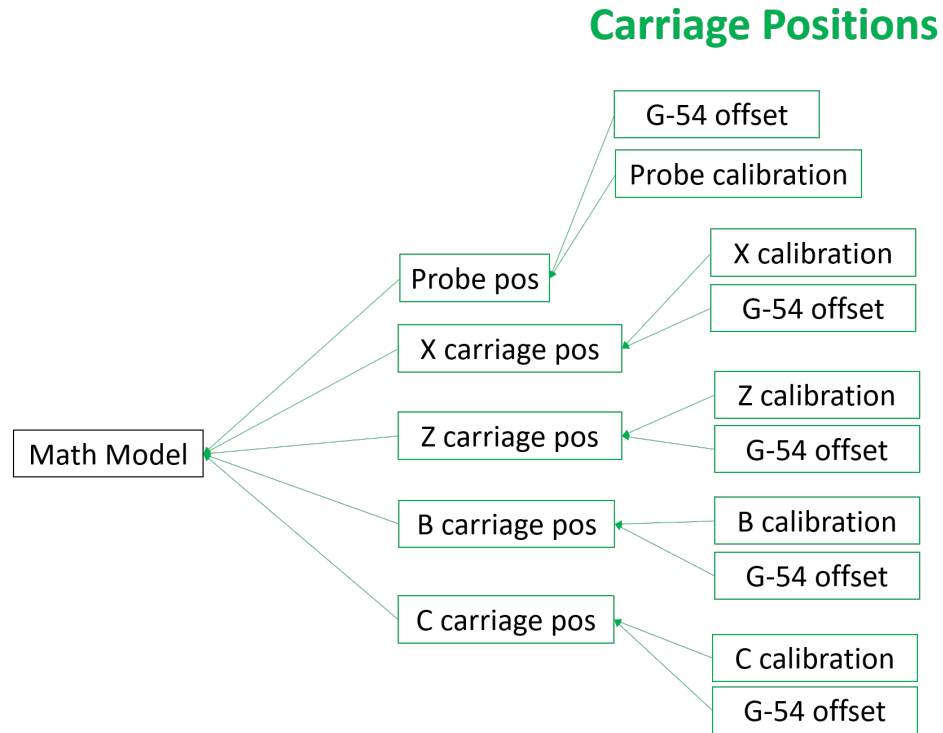 Carriage Positions
G-54 offset
Probe calibration
X calibration
Probe pos
G-54 offset
X carriage pos
Z calibration
Z carriage pos
Math Model
G-54 offset
B carriage pos
B calibration
G-54 offset
C carriage pos
C calibration
G-54 offset